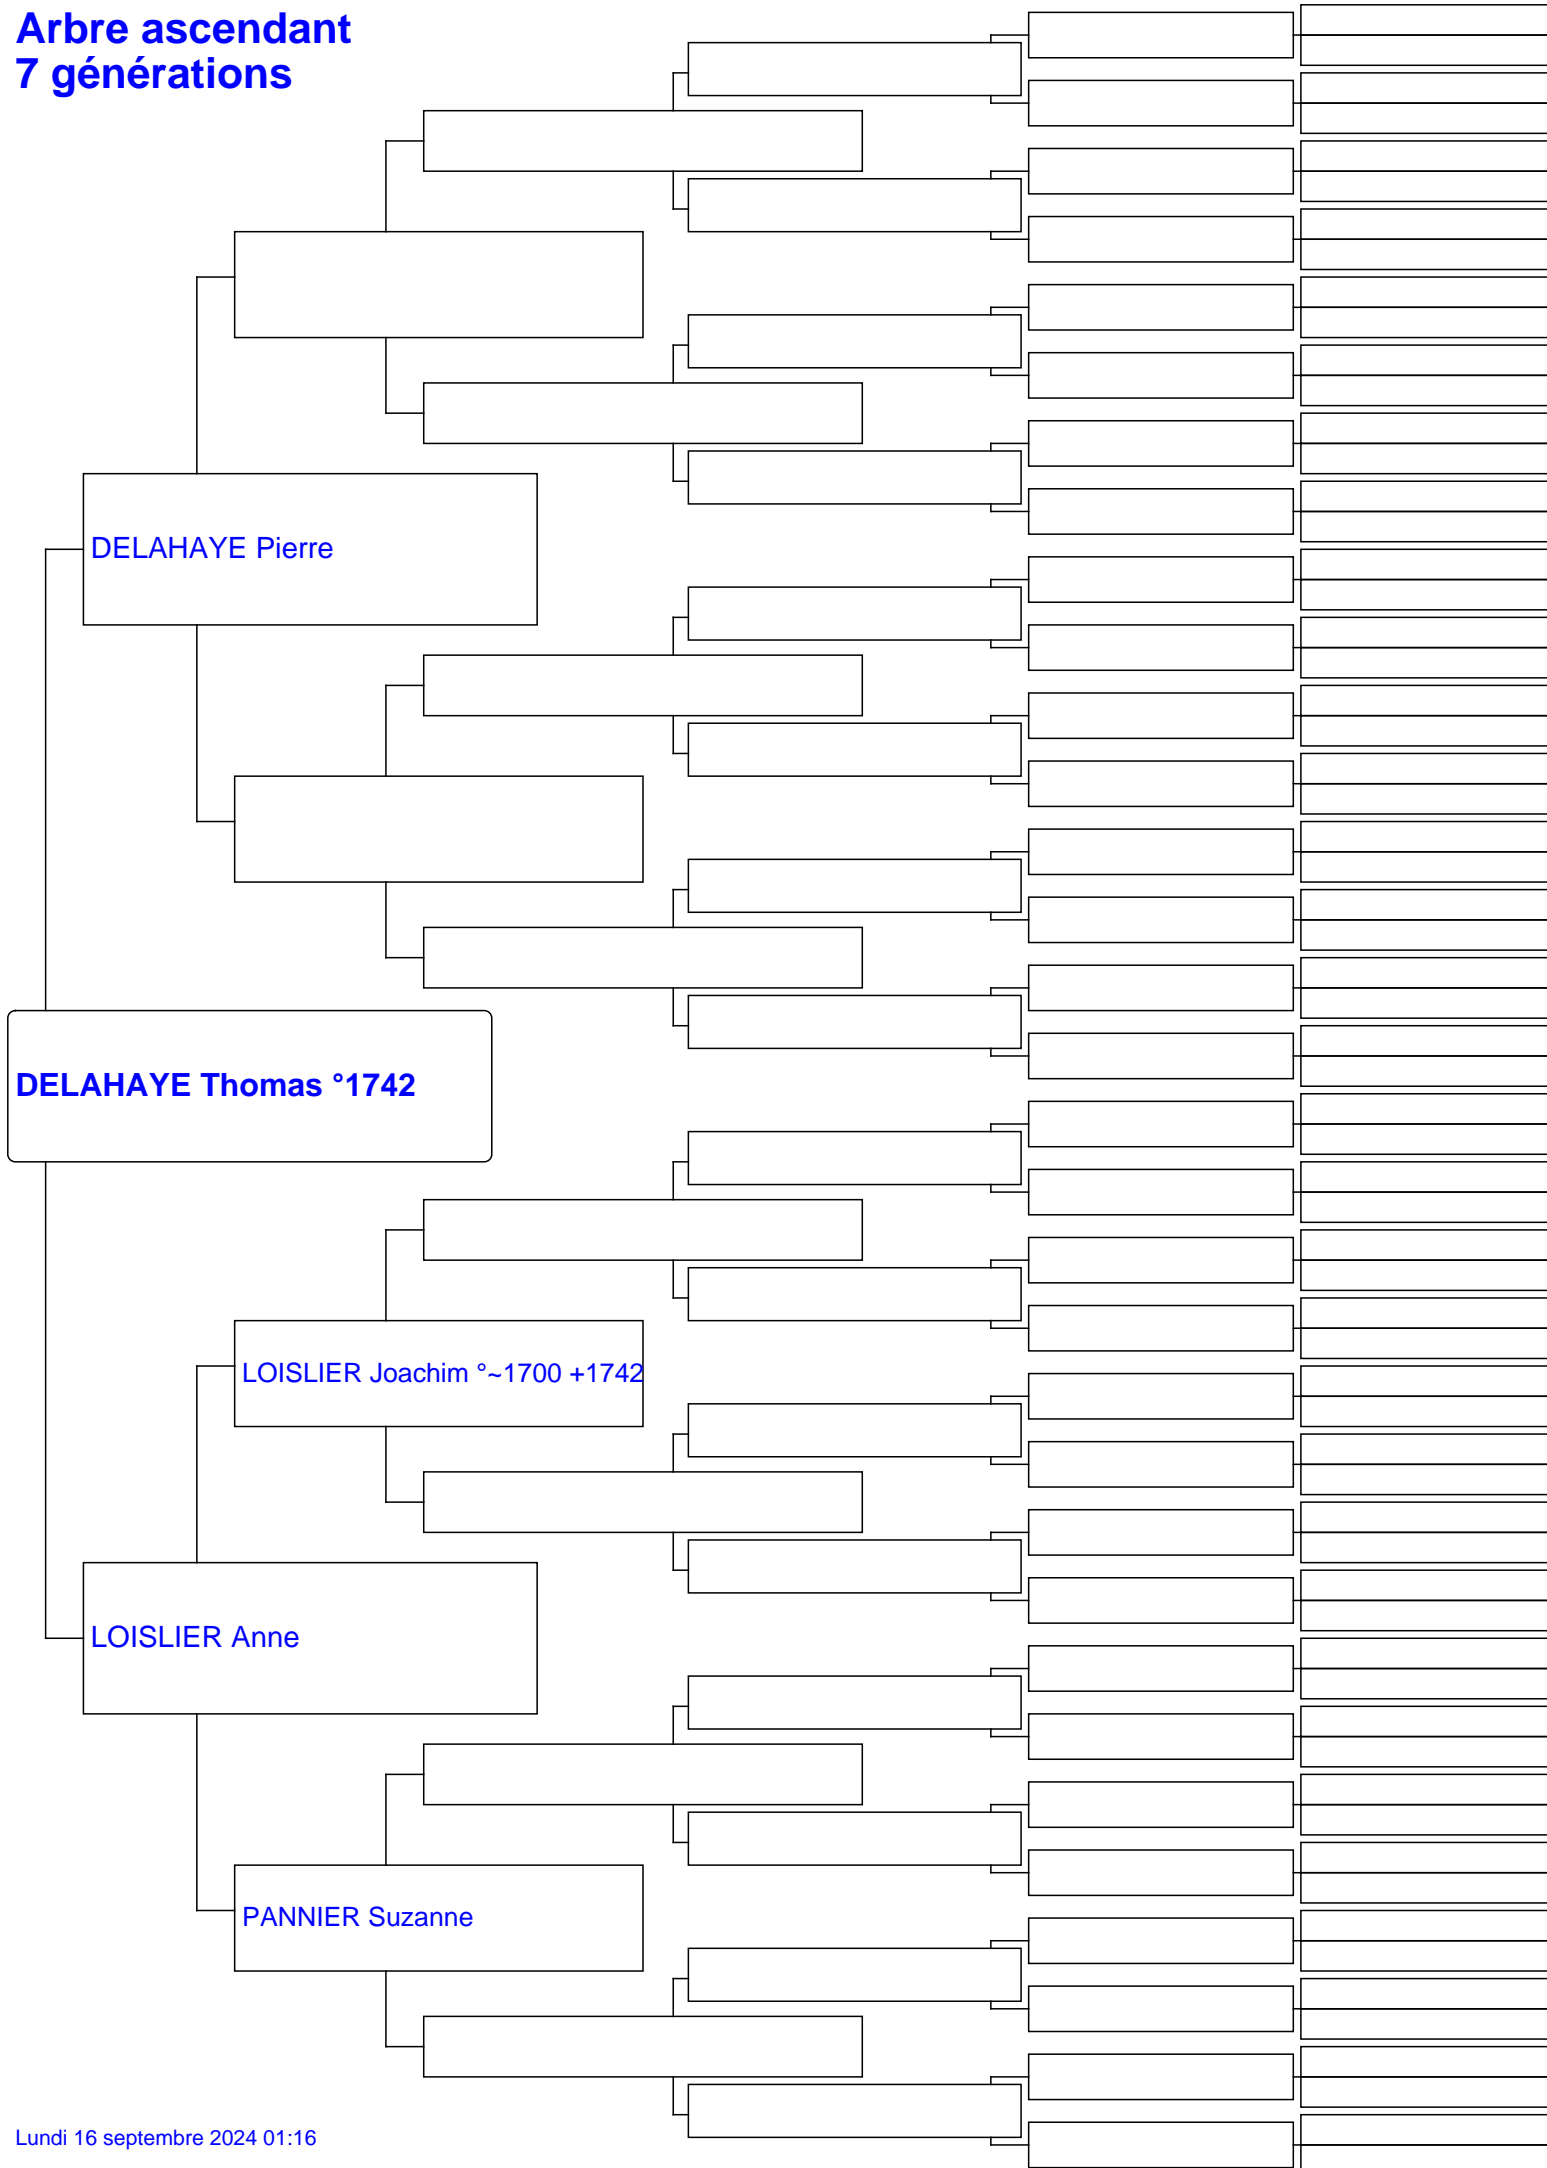 Arbre ascendant
7 générations
DELAHAYE Pierre
DELAHAYE Thomas °1742
LOISLIER Joachim °~1700 +1742
LOISLIER Anne
PANNIER Suzanne
Lundi 16 septembre 2024 01:16